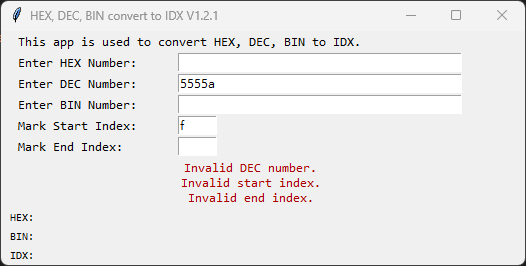 HEX, DEC, BIN convert to IDX V1.2.1
This app is used to convert HEX, DEC, BIN to IDX.
Enter HEX Number:
Enter DEC Number: 5555a
Enter BIN Number:
Mark Start Index: f
Mark End Index:
Invalid DEC number.
Invalid start index.
Invalid end index.
HEX:
BIN:
IDX: